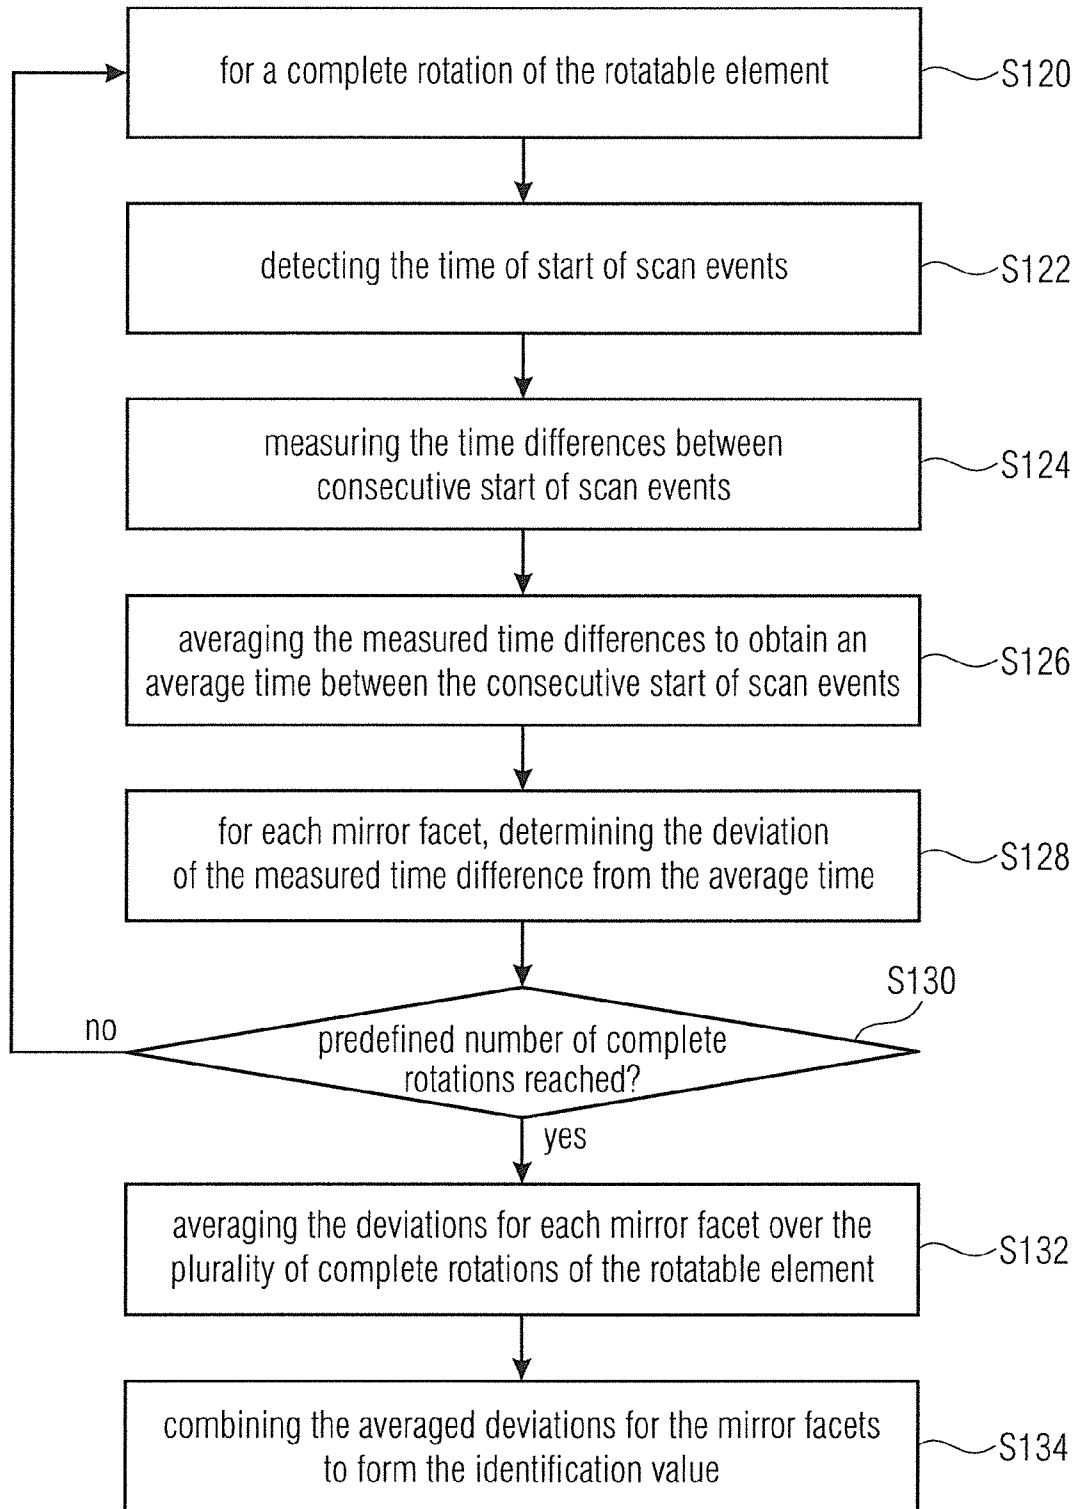 for a complete rotation of the rotatable element
S120
detecting the time of start of scan events
S122
measuring the time differences between
consecutive start of scan events
S124
averaging the measured time differences to obtain an
average time between the consecutive start of scan events
S126
for each mirror facet, determining the deviation
of the measured time difference from the average time
S128
S130
no
predefined number of complete
rotations reached?
yes
averaging the deviations for each mirror facet over the
plurality of complete rotations of the rotatable element
S132
combining the averaged deviations for the mirror facets
to form the identification value
S134